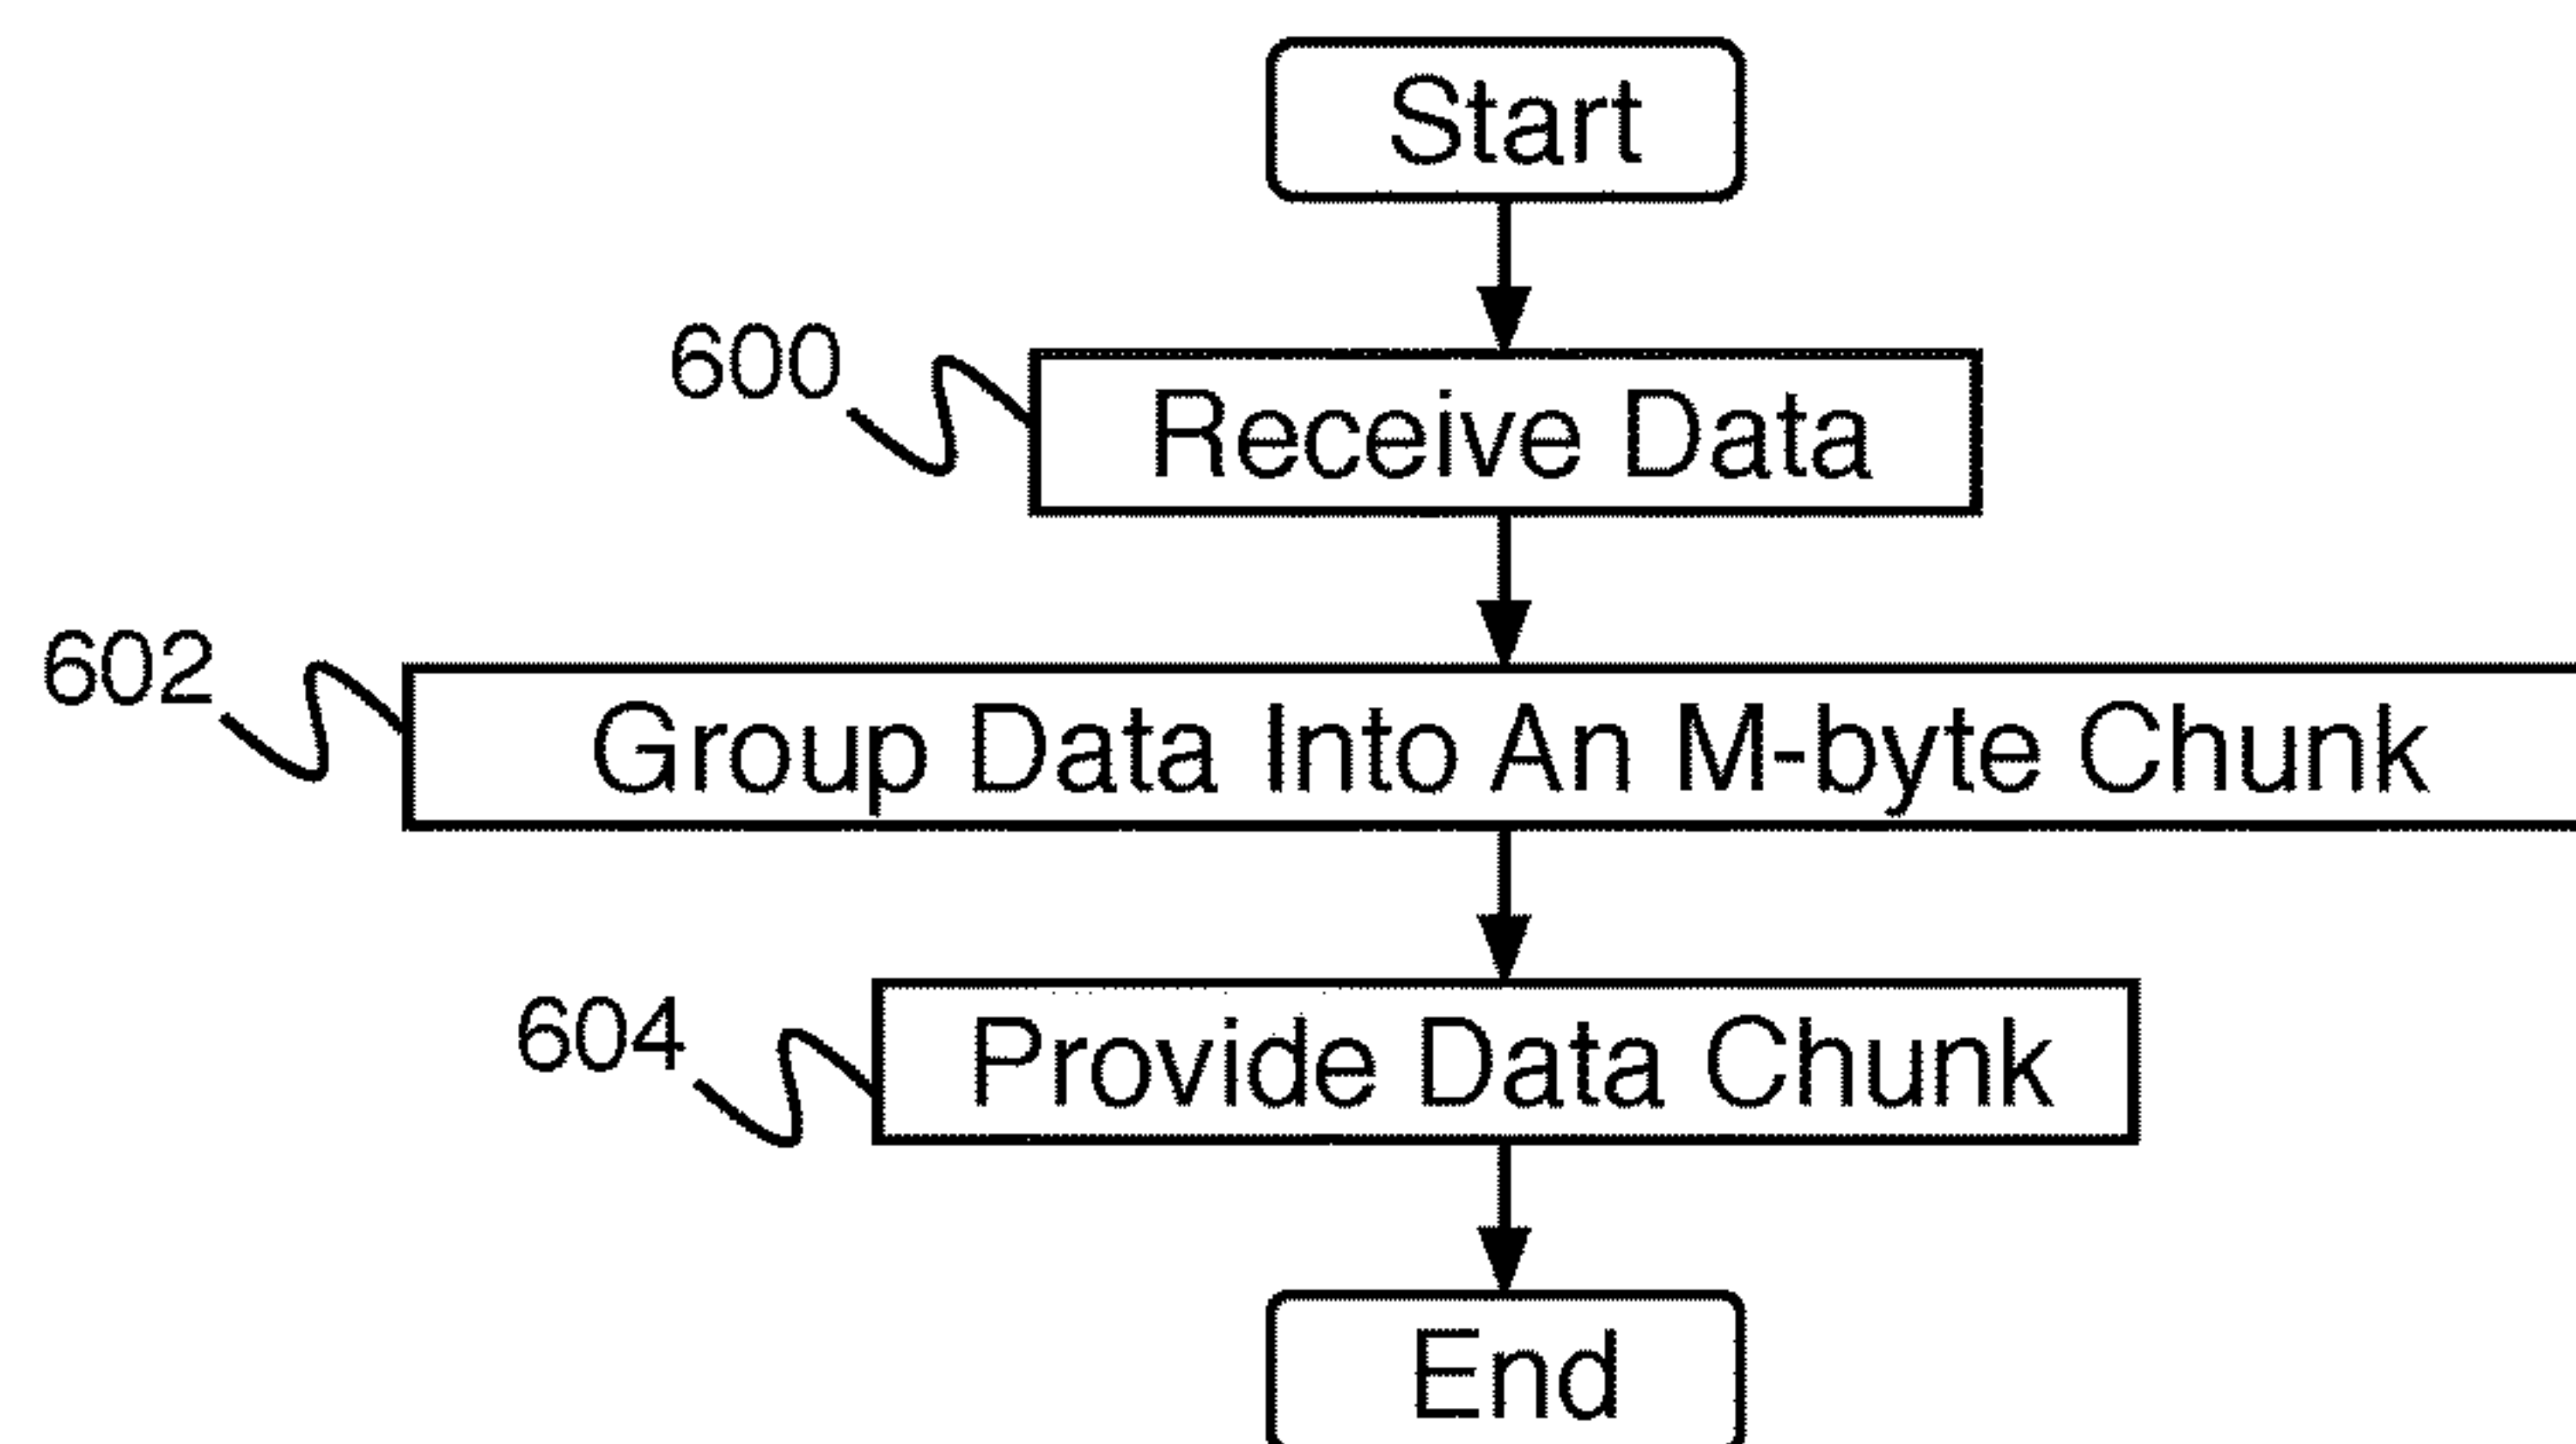 Start
600
Receive Data
602
Group Data Into An M-byte Chunk
604
Provide Data Chunk
End